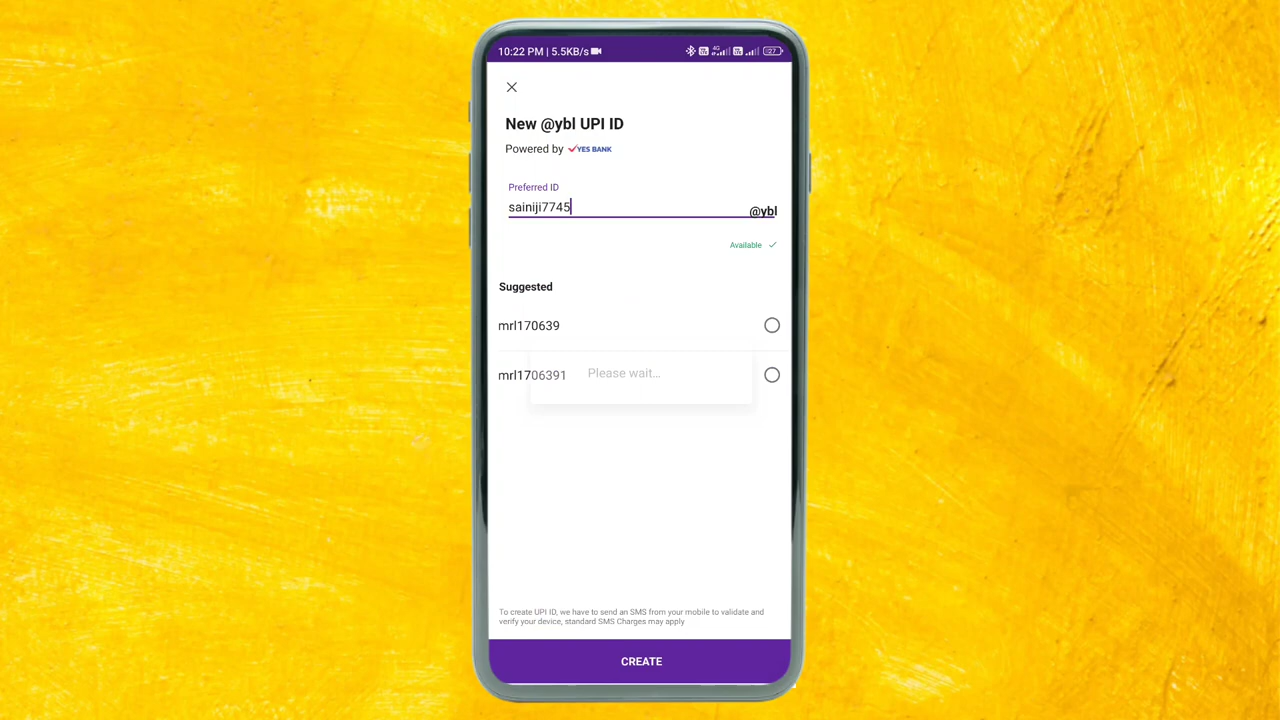 10:22 PM | 5.5KB/s
4G
27
New @ybl UPI ID
Powered by YES BANK
Preferred ID
sainiji7745
@ybl
Available
Suggested
mrl170639
mrl1706391
Please wait...
To create UPI ID, we have to send an SMS from your mobile to validate and
verify your device, standard SMS Charges may apply
CREATE